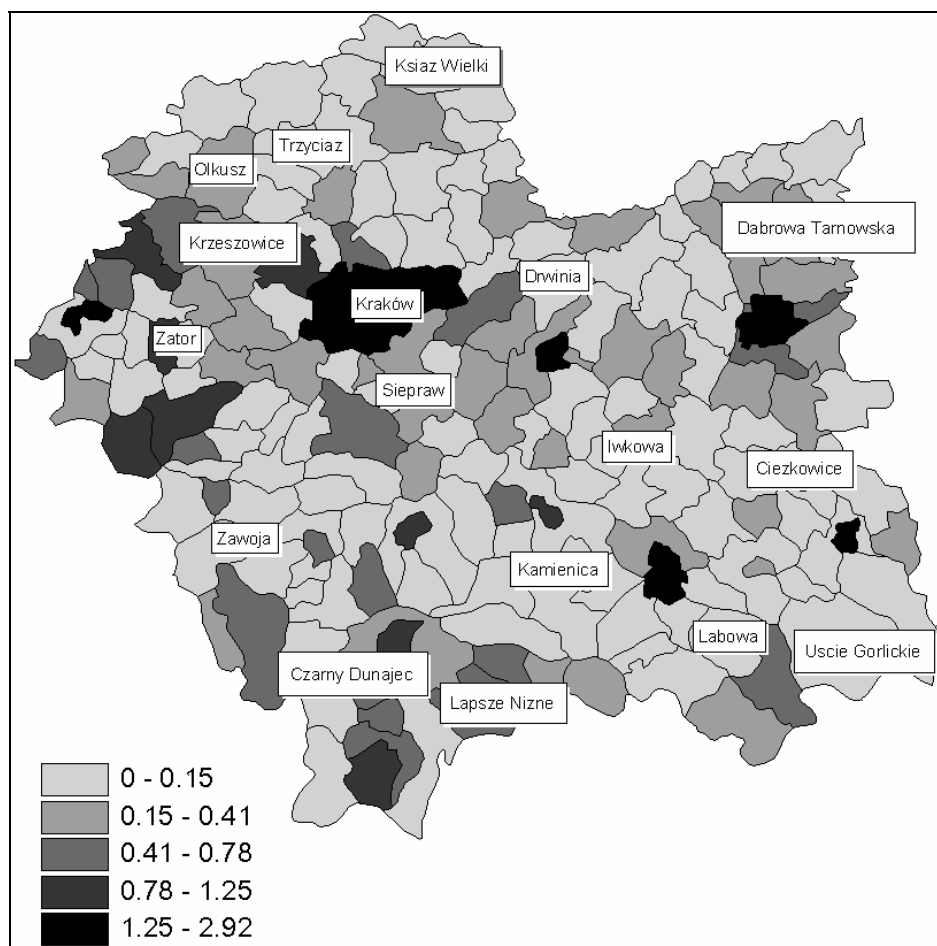 Ksiaz Wielki
Trzyciaz
Olkusz
Dabrowa Tarnowska
Krzeszowice
Drwinia
Kraków
Zator
Siepraw
Iwkowa
Ciezkowice
Zawoja
Kamienica
Labowa
Uscie Gorlickie
Czarny Dunajec
Lapsze Nizne
0 - 0.15
0.15 - 0.41
0.41 - 0.78
0.78 - 1.25
1.25 - 2.92